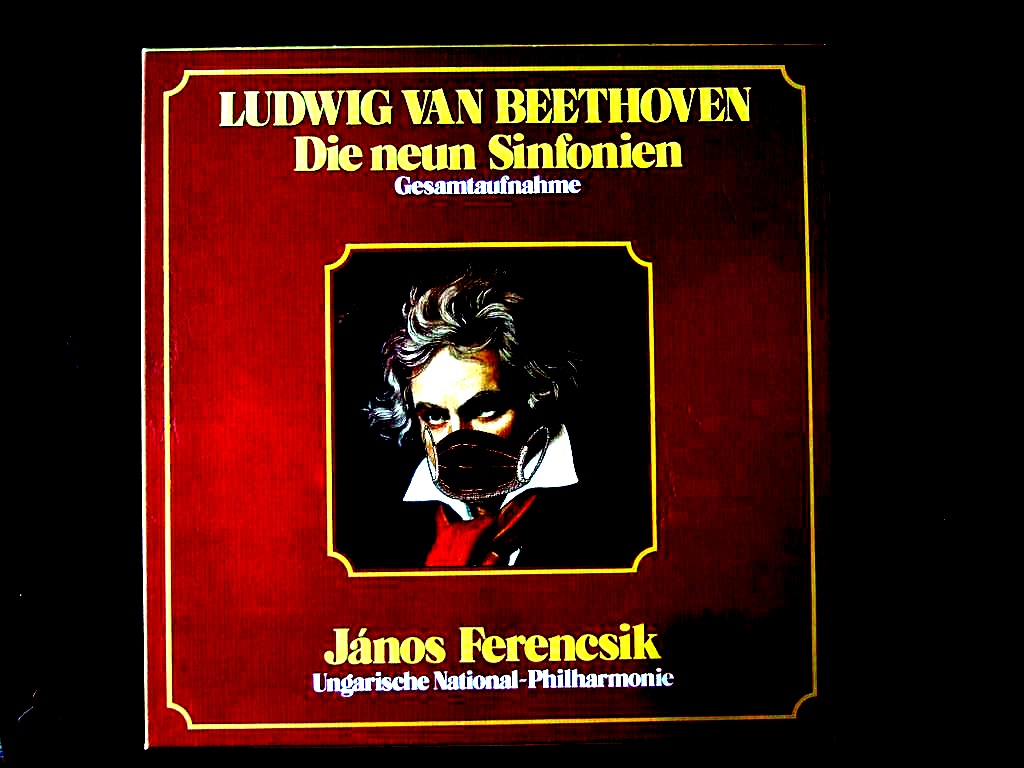 LUDWIG VAN BEETHOVEN
Die neun Sinfonien
Gesamtaufnahme
János Ferencsik
Ungarische National-Philharmonie